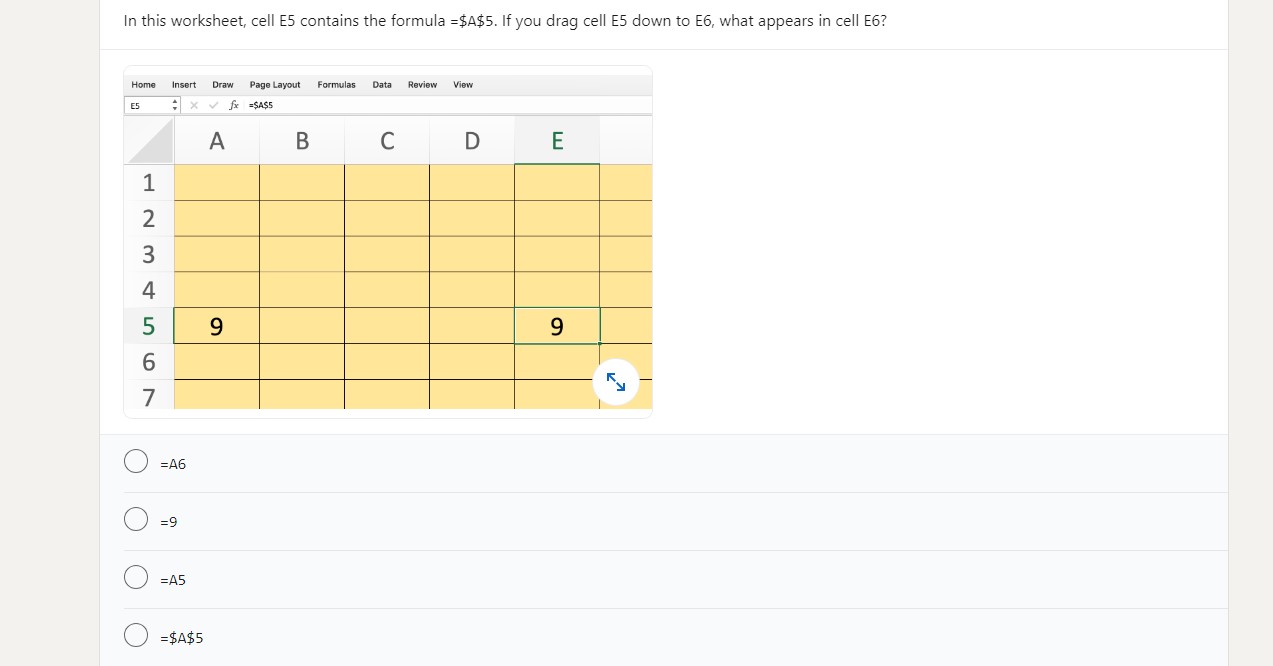 In this worksheet, cell E5 contains the formula =$A$5. If you drag cell E5 down to E6, what appears in cell E6?
Home Insert Draw Page Layout Formulas Data Review View
E5 fx =$A$5
A B C D E
1
2
3
4
5 9 9
6
7
=A6
=9
=A5
=$A$5